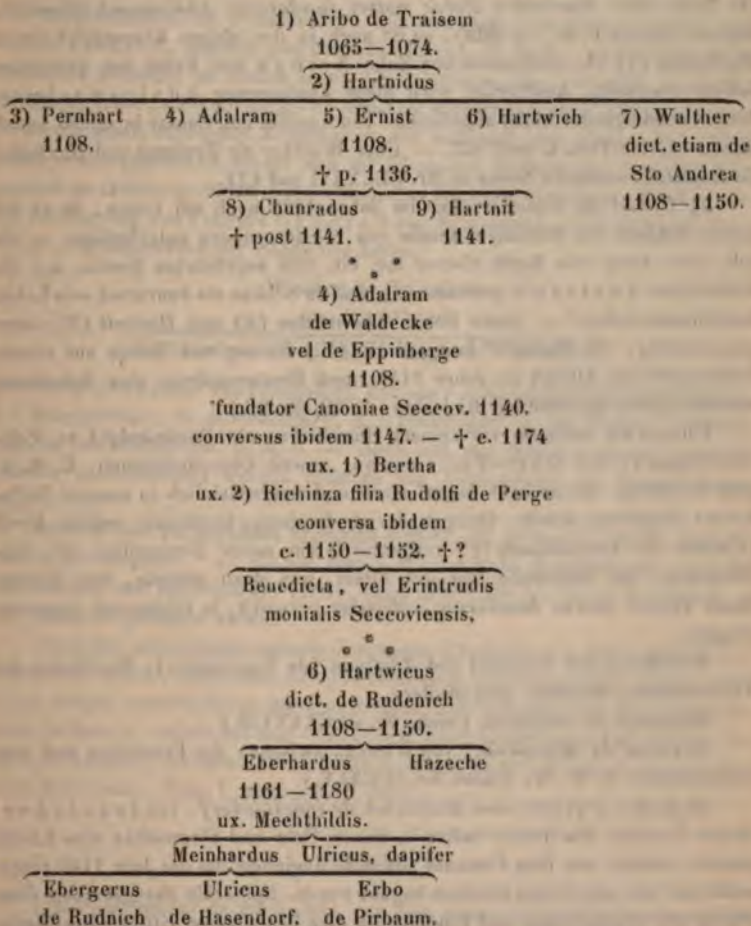 1) Aribo de Traisem
1065—1074.
2) Hartnidus
3) Pernhart 4) Adalram 5) Ernist 6) Hartwich 7) Walther
1108. 1108. dict. etiam de
† p. 1136. Sto Andrea
8) Chunradus 9) Hartnit 1108—1150.
† post 1141. 1141.
4) Adalram
de Waldecke
vel de Eppinberge
1108.
fundator Canoniae Seccov. 1140.
conversus ibidem 1147. — † c. 1174
ux. 1) Bertha
ux. 2) Richinza filia Rudolfi de Perge
conversa ibidem
c. 1150—1152. †?
Benedicta, vel Erintrudis
monialis Seccoviensis,
6) Hartwicus
dict. de Rudenich
1108—1150.
Eberhardus Hazeche
1161—1180
ux. Mechthildis.
Meinhardus Ulricus, dapifer
Ebergerus Ulricus Erbo
de Rudnich de Hasendorf. de Pirbaum.